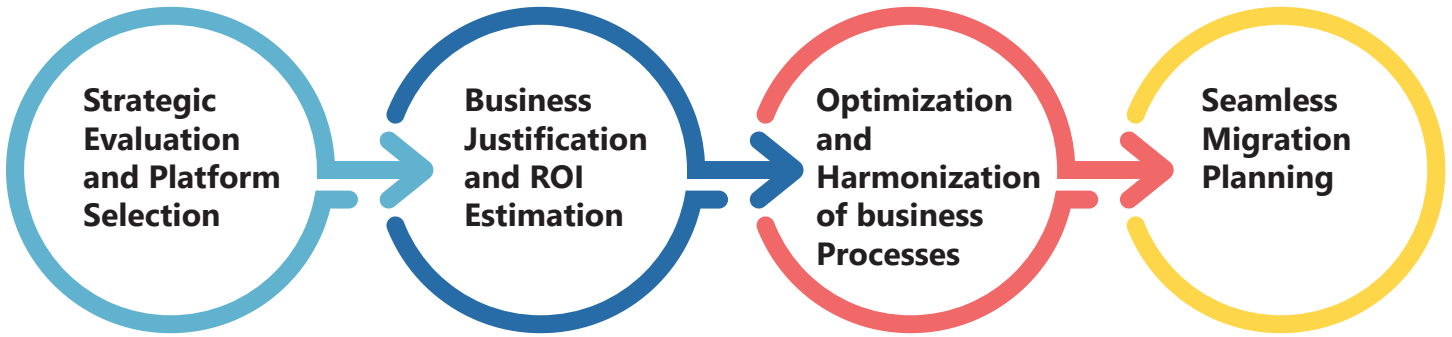 Strategic
Evaluation
and Platform
Selection
Business
Justification
and ROI
Estimation
Optimization
and
Harmonization
of business
Processes
Seamless
Migration
Planning